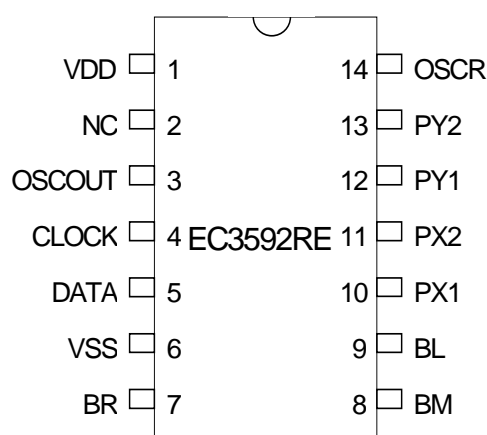 VDD 1 14 OSCR
NC 2 13 PY2
OSCOUT 3 12 PY1
CLOCK 4 EC3592RE 11 PX2
DATA 5 10 PX1
VSS 6 9 BL
BR 7 8 BM